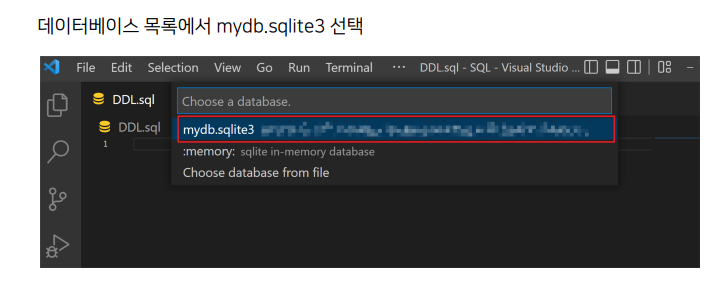 데이터베이스 목록에서 mydb.sqlite3 선택
File Edit Selection View Go Run Terminal ··· DDL.sql - SQL - Visual Studio ...
DDL.sql
Choose a database.
DDL.sql
mydb.sqlite3
1
:memory: sqlite in-memory database
Choose database from file